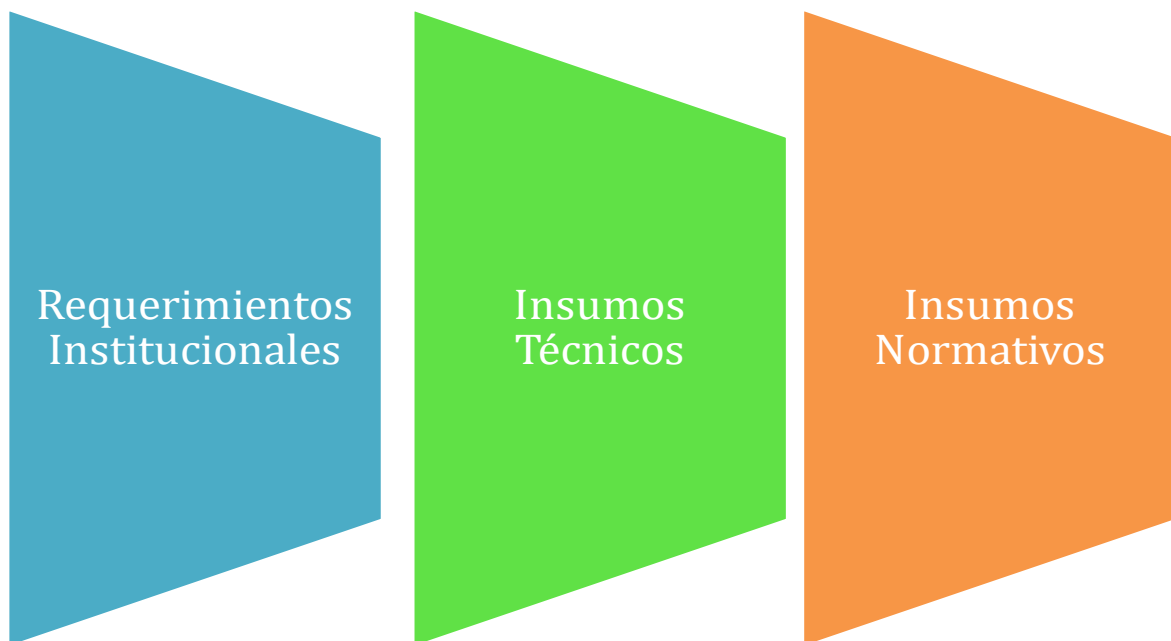 Requerimientos
Institucionales
Insumos
Técnicos
Insumos
Normativos